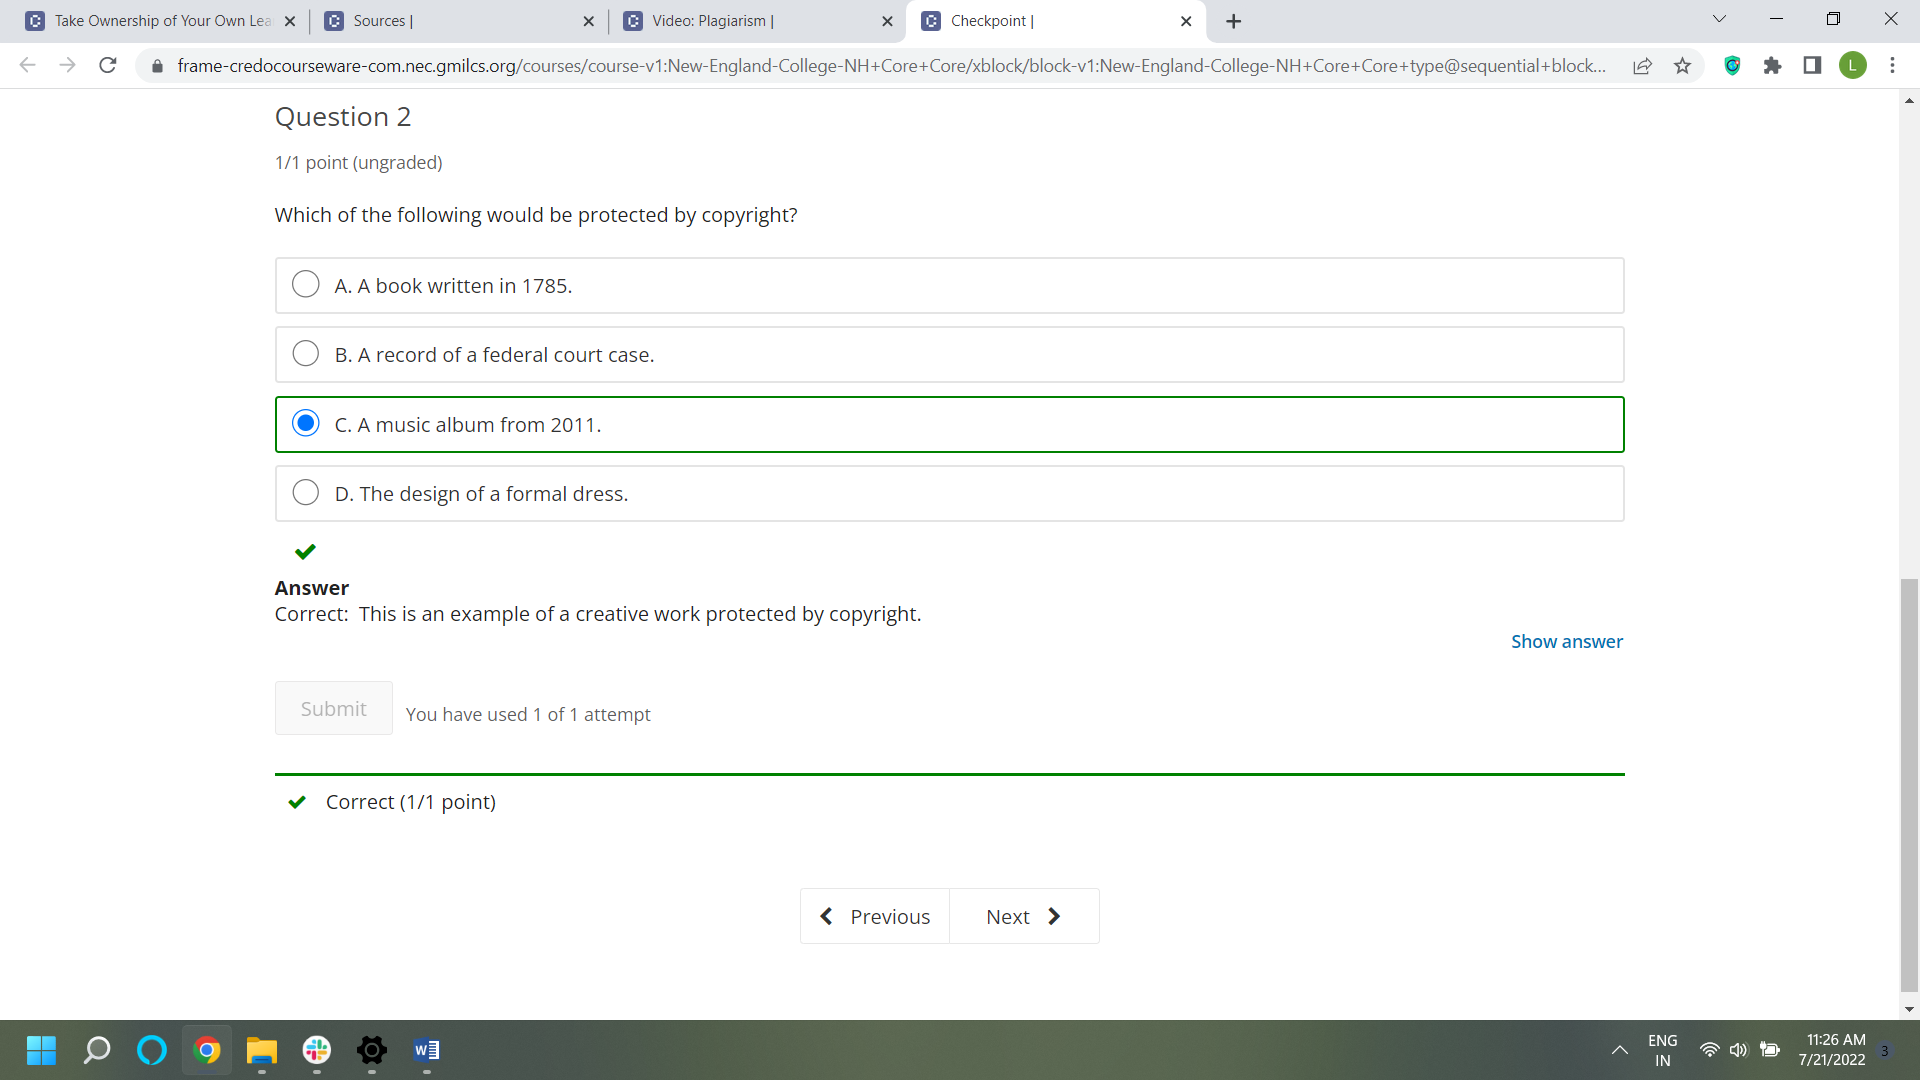 Take Ownership of Your Own Lea
Sources |
Video: Plagiarism |
Checkpoint |
frame-credocourseware-com.nec.gmilcs.org/courses/course-v1:New-England-College-NH+Core+Core/xblock/block-v1:New-England-College-NH+Core+Core+type@sequential+block...
L
Question 2
1/1 point (ungraded)
Which of the following would be protected by copyright?
A. A book written in 1785.
B. A record of a federal court case.
C. A music album from 2011.
D. The design of a formal dress.
Answer
Correct: This is an example of a creative work protected by copyright.
Show answer
Submit
You have used 1 of 1 attempt
Correct (1/1 point)
Previous
Next
W
ENG
IN
11:26 AM
7/21/2022
3